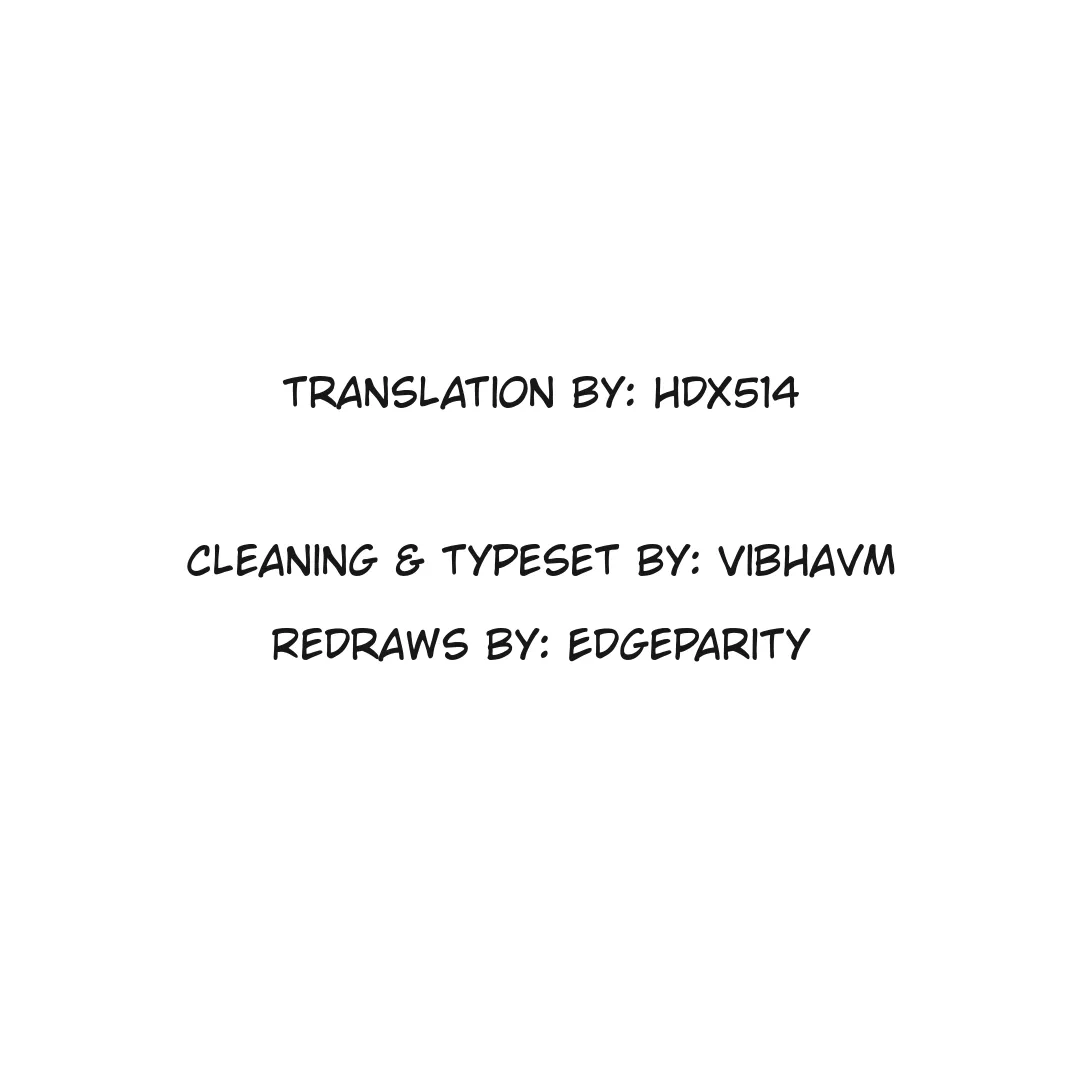 TRANSLATION BY: HDX514
CLEANING & TYPESET BY: VIBHAVM
REDRAWS BY: EDGEPARITY